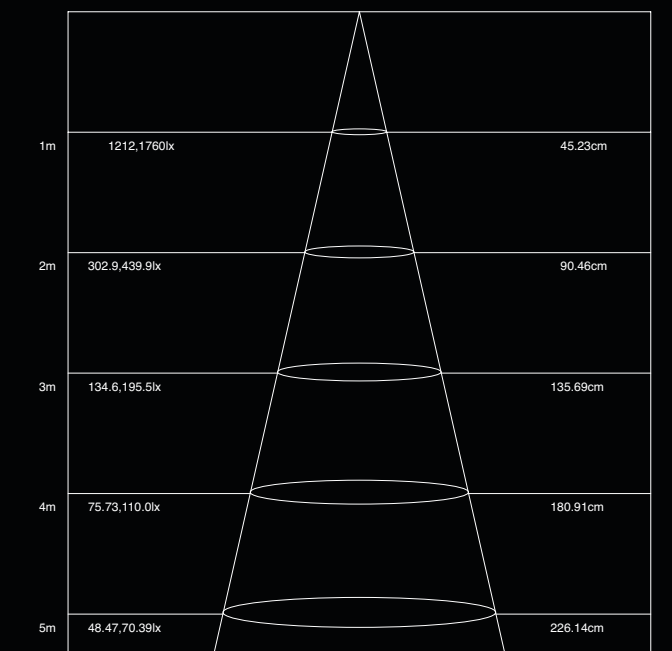 1m 1212,1760lx 45.23cm
2m 302.9,439.9lx 90.46cm
3m 134.6,195.5lx 135.69cm
4m 75.73,110.0lx 180.91cm
5m 48.47,70.39lx 226.14cm